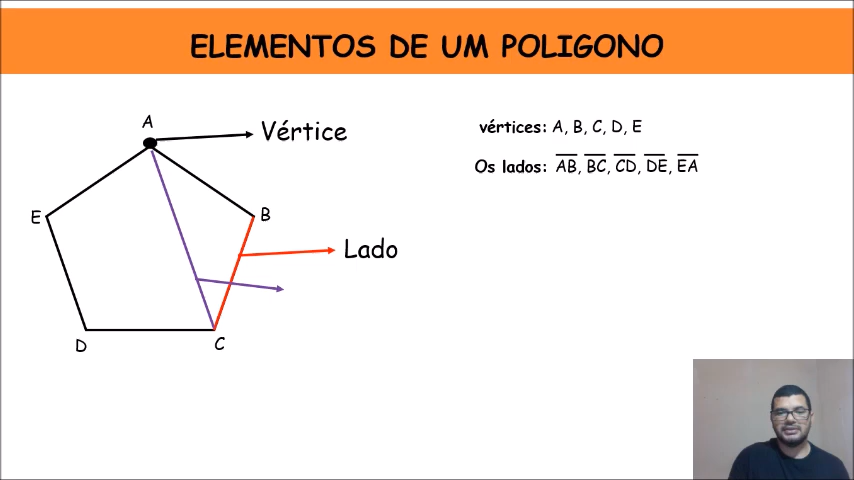 ELEMENTOS DE UM POLIGONO
A
Vértice
E
B
Lado
D
C
vértices: A, B, C, D, E
Os lados: AB, BC, CD, DE, EA